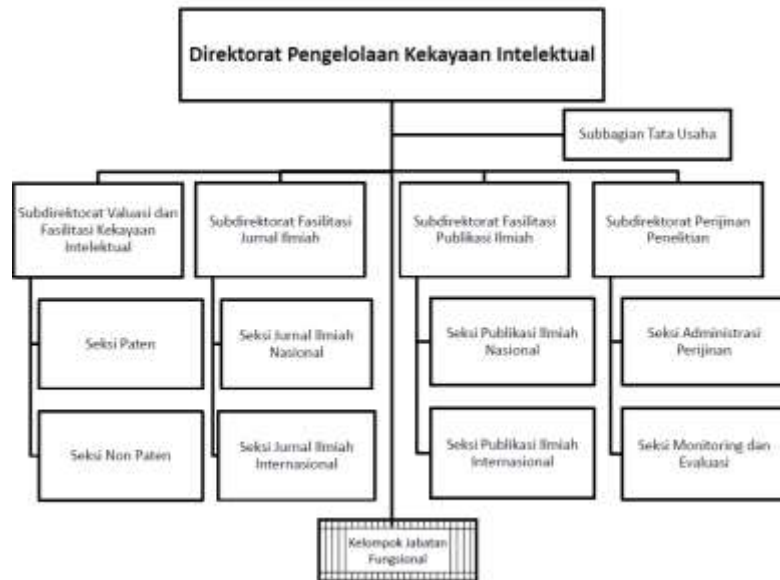 Direktorat Pengelolaan Kekayaan Intelektual
Subbagian Tata Usaha
Subdirektorat Valuasi dan
Fasilitasi Kekayaan
Intelektual
Subdirektorat Fasilitasi
Jurnal Ilmiah
Subdirektorat Fasilitasi
Publikasi Ilmiah
Subdirektorat Perijinan
Penelitian
Seksi Paten
Seksi Jurnal Ilmiah
Nasional
Seksi Publikasi Ilmiah
Nasional
Seksi Administrasi
Perijinan
Seksi Non Paten
Seksi Jurnal Ilmiah
Internasional
Seksi Publikasi Ilmiah
Internasional
Seksi Monitoring dan
Evaluasi
Kelompok Jabatan
Fungsional